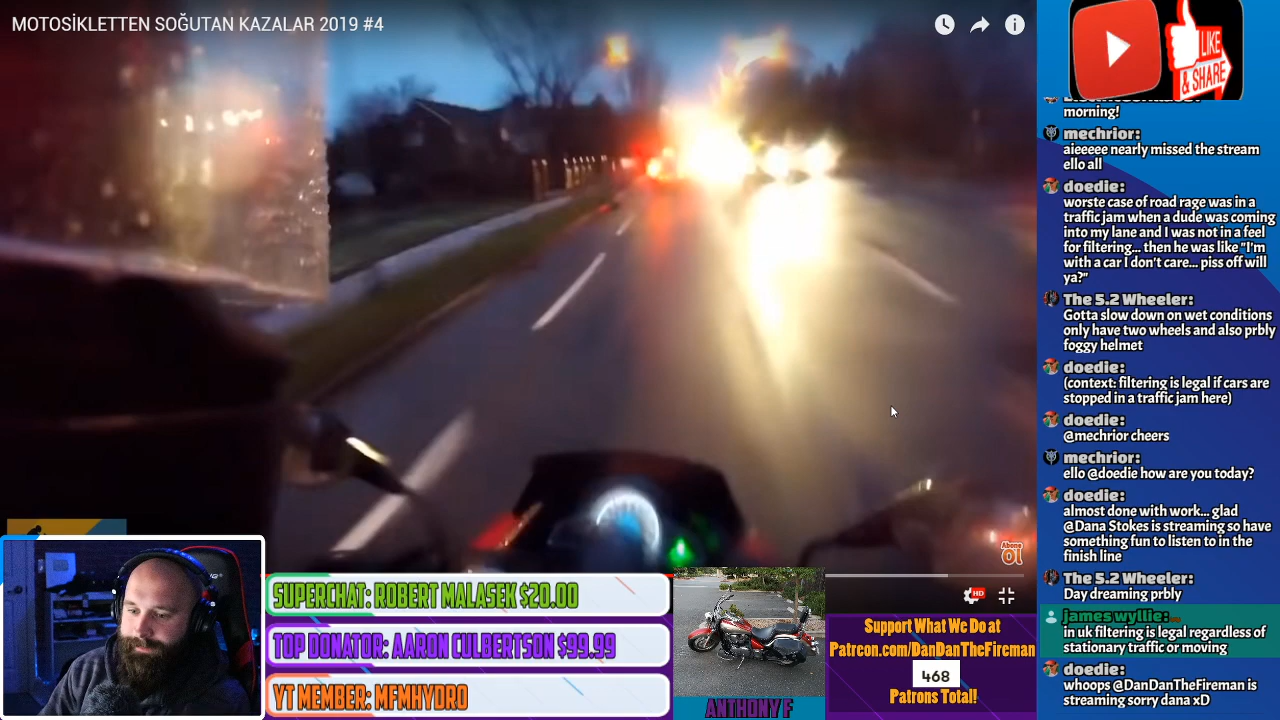 MOTOSİKLETTEN SOĞUTAN KAZALAR 2019 #4
LIKE
& SHARE
morning!
mechrior:
aieeeee nearly missed the stream
ello all
doedie:
worste case of road rage was in a
traffic jam when a dude was coming
into my lane and I was not in a feel
for filtering... then he was like "I'm
with a car I don't care... piss off will
ya?"
The 5.2 Wheeler:
Gotta slow down on wet conditions
only have two wheels and also prbly
foggy helmet
doedie:
(context: filtering is legal if cars are
stopped in a traffic jam here)
doedie:
@mechrior cheers
mechrior:
ello @doedie how are you today?
doedie:
almost done with work... glad
@Dana Stokes is streaming so have
something fun to listen to in the
finish line
The 5.2 Wheeler:
Day dreaming prbly
james wyllie:
in uk filtering is legal regardless of
stationary traffic or moving
doedie:
whoops @DanDanTheFireman is
streaming sorry dana xD
Abone
Ol
HD
SUPERCHAT: ROBERT MALASEK $20.00
TOP DONATOR: AARON CULBERTSON $99.99
YT MEMBER: MFMHYDRO
ANTHONY F
Support What We Do at
Patreon.com/DanDanTheFireman
468
Patrons Total!